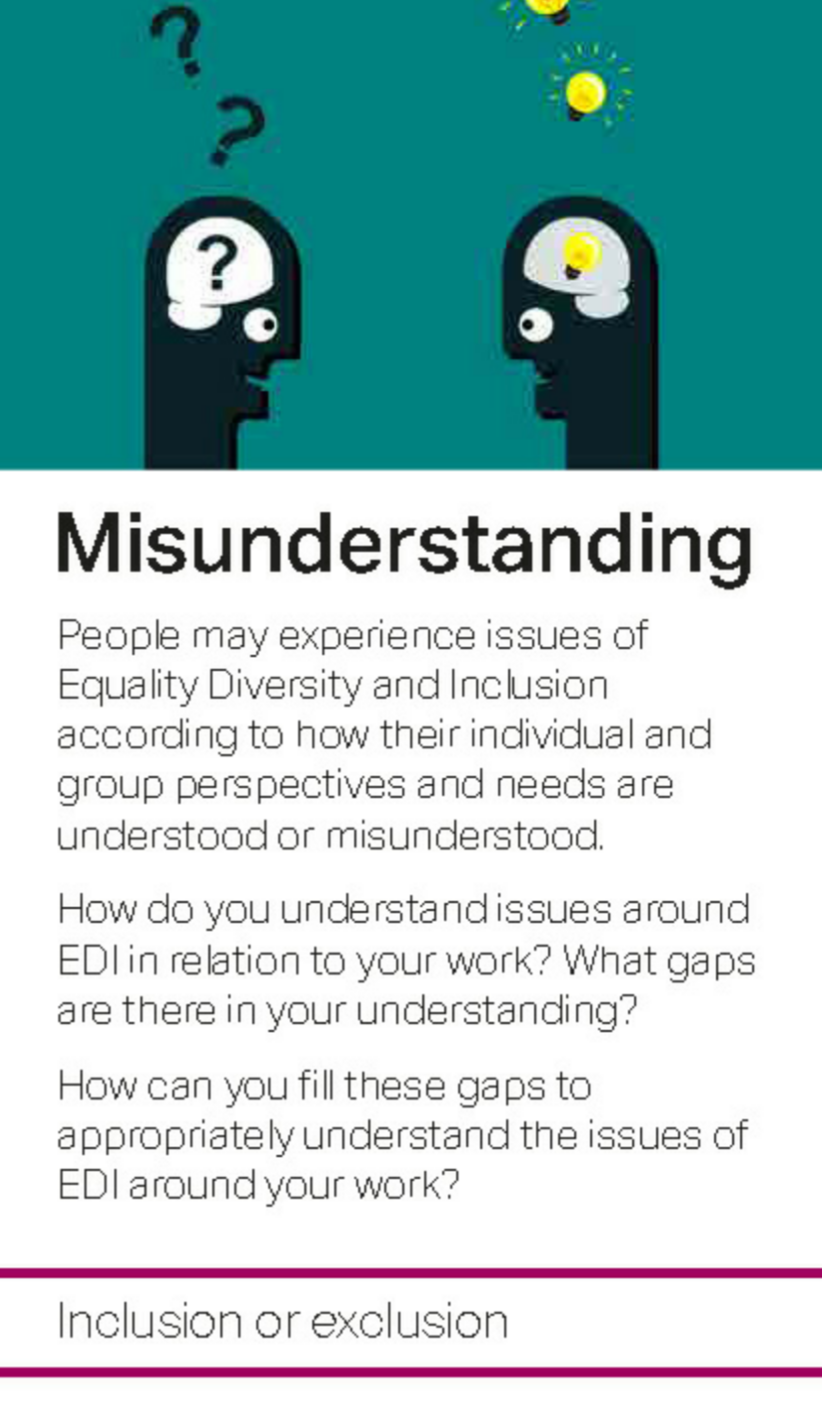 ?
?
?
Misunderstanding
People may experience issues of
Equality Diversity and Inclusion
according to how their individual and
group perspectives and needs are
understood or misunderstood.
How do you understand issues around
EDI in relation to your work? What gaps
are there in your understanding?
How can you fill these gaps to
appropriately understand the issues of
EDI around your work?
Inclusion or exclusion